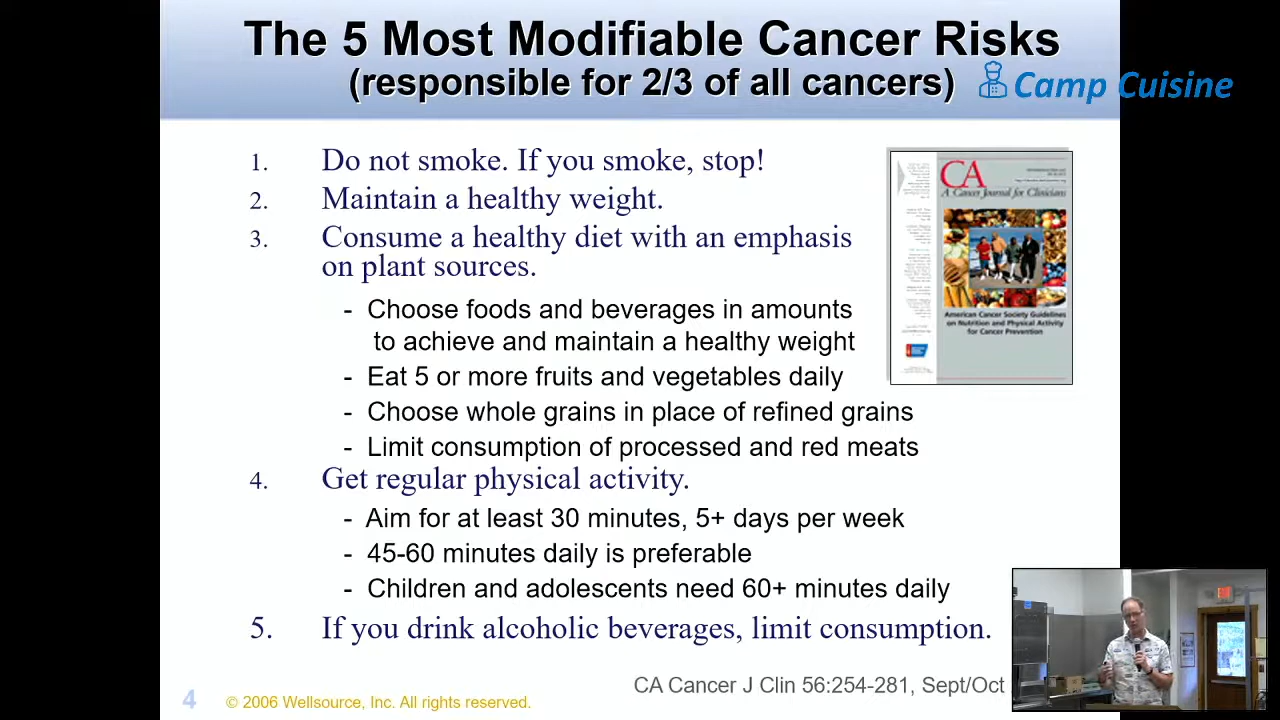 The 5 Most Modifiable Cancer Risks
(responsible for 2/3 of all cancers)
Camp Cuisine
1. Do not smoke. If you smoke, stop!
2. Maintain a healthy weight.
3. Consume a healthy diet with an emphasis
on plant sources.
- Choose foods and beverages in amounts
to achieve and maintain a healthy weight
- Eat 5 or more fruits and vegetables daily
- Choose whole grains in place of refined grains
- Limit consumption of processed and red meats
4. Get regular physical activity.
- Aim for at least 30 minutes, 5+ days per week
- 45-60 minutes daily is preferable
- Children and adolescents need 60+ minutes daily
5. If you drink alcoholic beverages, limit consumption.
CA
A Cancer Journal for Clinicians
American Cancer Society Guidelines
on Nutrition and Physical Activity
for Cancer Prevention
CA Cancer J Clin 56:254-281, Sept/Oct
4
© 2006 Wellsource, Inc. All rights reserved.